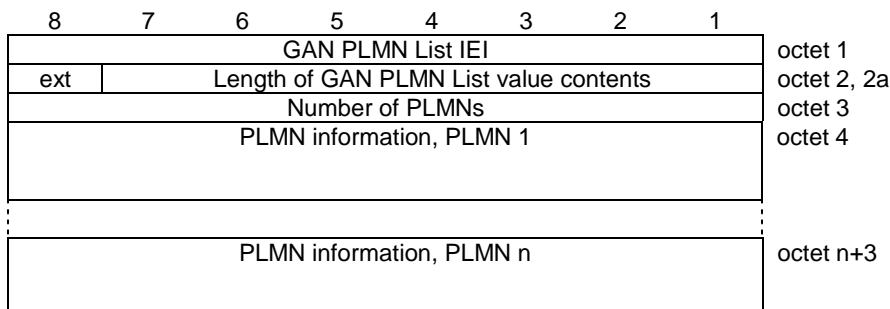 8 7 6 5 4 3 2 1
GAN PLMN List IEI octet 1
ext Length of GAN PLMN List value contents octet 2, 2a
Number of PLMNs octet 3
PLMN information, PLMN 1 octet 4
PLMN information, PLMN n octet n+3